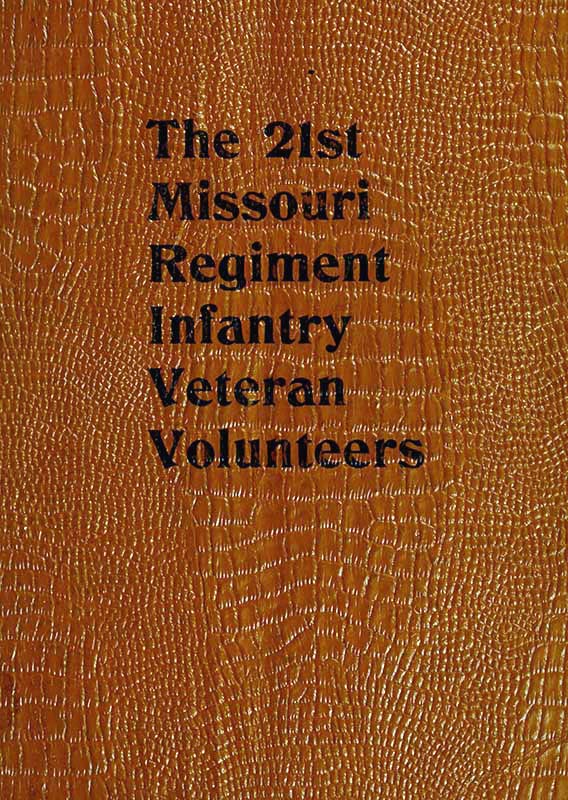 The 21st
Missouri
Regiment
Infantry
Veteran
Volunteers